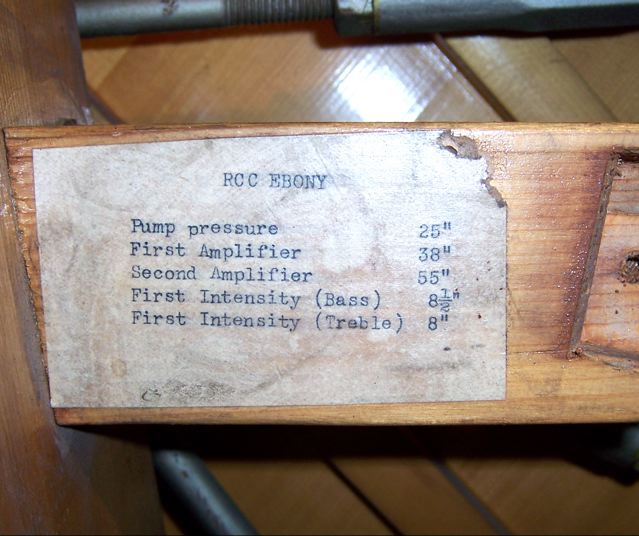 RCC EBONY
Pump pressure 25"
First Amplifier 38"
Second Amplifier 55"
First Intensity (Bass) 8½"
First Intensity (Treble) 8"